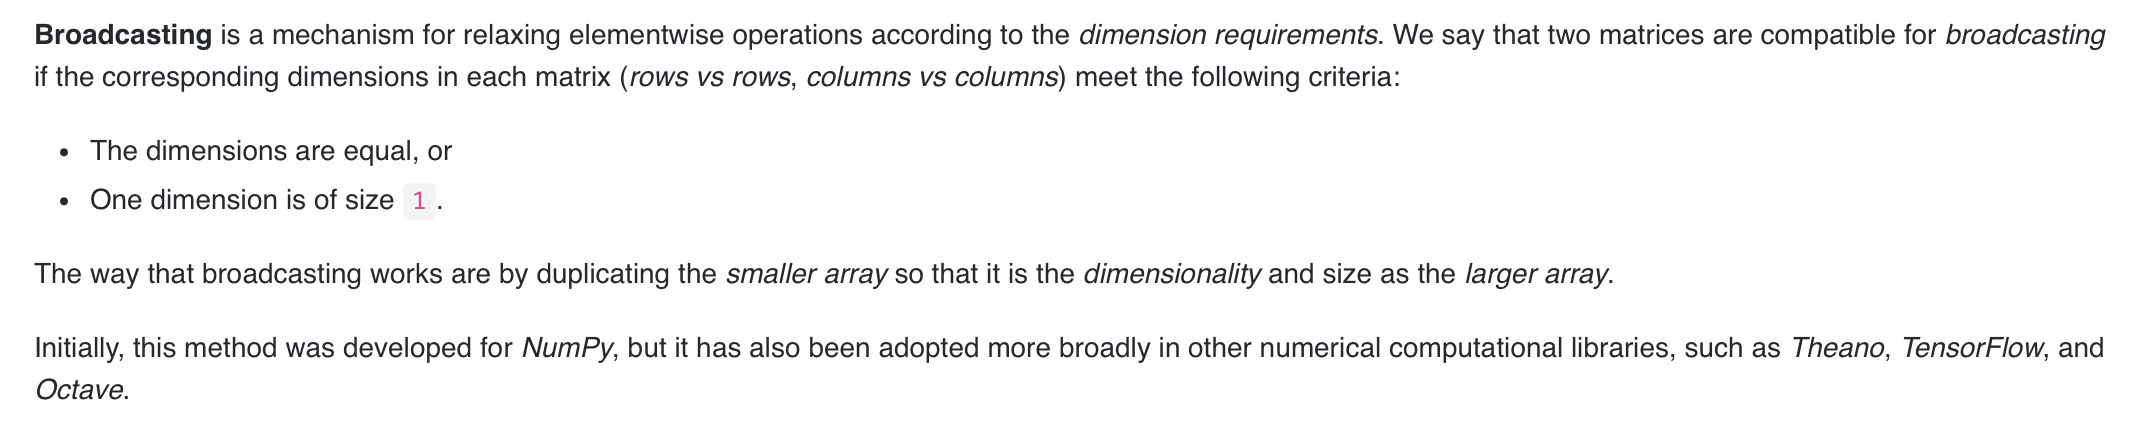 Broadcasting is a mechanism for relaxing elementwise operations according to the dimension requirements. We say that two matrices are compatible for broadcasting
if the corresponding dimensions in each matrix (rows vs rows, columns vs columns) meet the following criteria:
• The dimensions are equal, or
• One dimension is of size 1.
The way that broadcasting works are by duplicating the smaller array so that it is the dimensionality and size as the larger array.
Initially, this method was developed for NumPy, but it has also been adopted more broadly in other numerical computational libraries, such as Theano, TensorFlow, and
Octave.